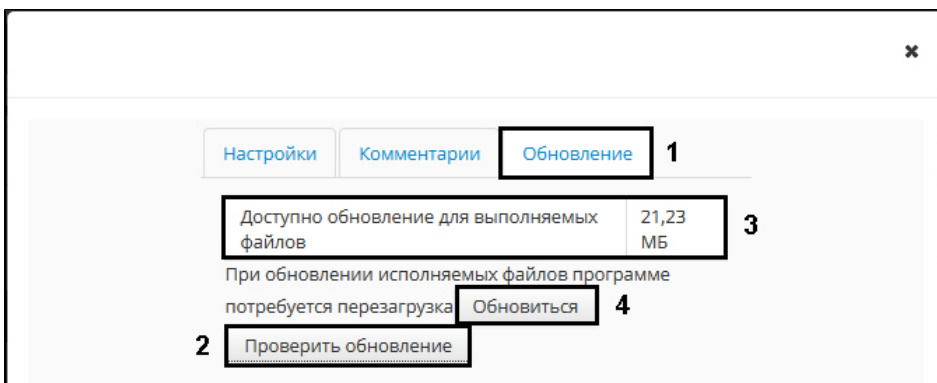 ✖
Настройки Комментарии Обновление 1
Доступно обновление для выполняемых 21,23
файлов МБ 3
При обновлении исполняемых файлов программе
потребуется перезагрузка Обновиться 4
2 Проверить обновление